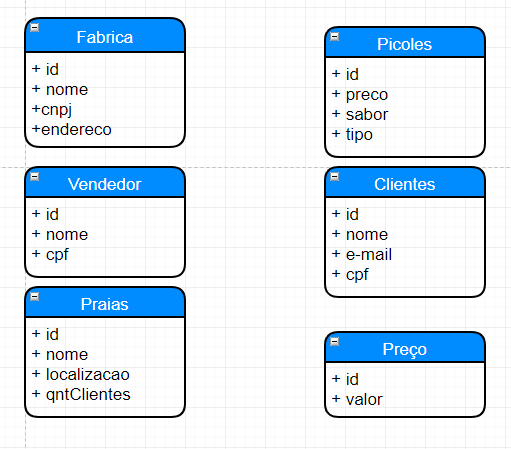 Fabrica
+ id
+ nome
+cnpj
+endereco
Picoles
+ id
+ preco
+ sabor
+ tipo
Vendedor
+ id
+ nome
+ cpf
Clientes
+ id
+ nome
+ e-mail
+ cpf
Praias
+ id
+ nome
+ localizacao
+ qntClientes
Preço
+ id
+ valor